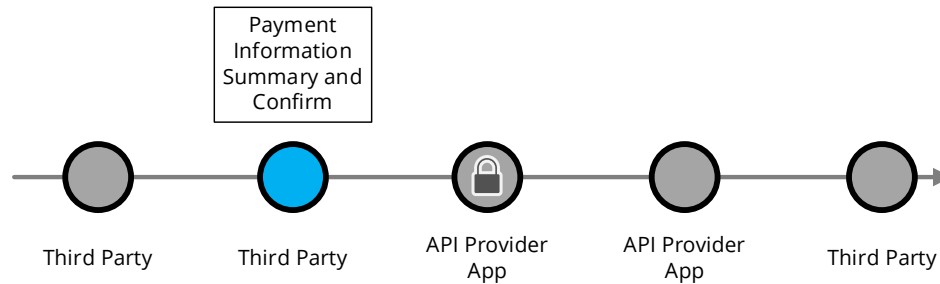 Payment
Information
Summary and
Confirm
Third Party
Third Party
API Provider
App
API Provider
App
Third Party